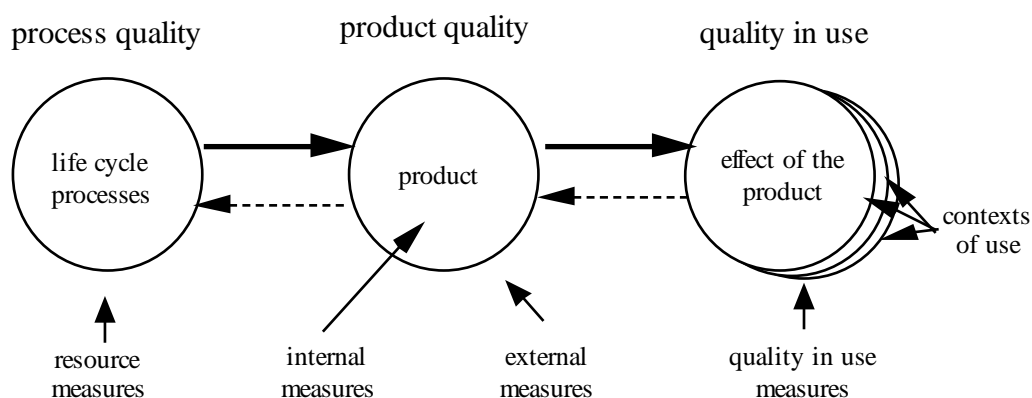 process quality
product quality
quality in use
life cycle
processes
product
effect of the
product
contexts
of use
resource
measures
internal
measures
external
measures
quality in use
measures